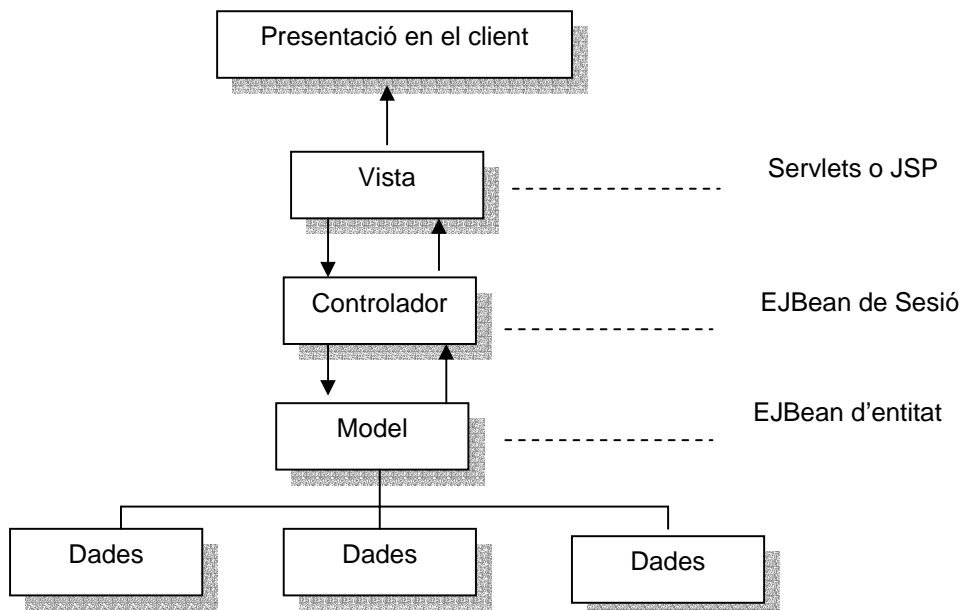 Presentació en el client
Vista
Servlets o JSP
Controlador
EJBean de Sesió
Model
EJBean d'entitat
Dades
Dades
Dades